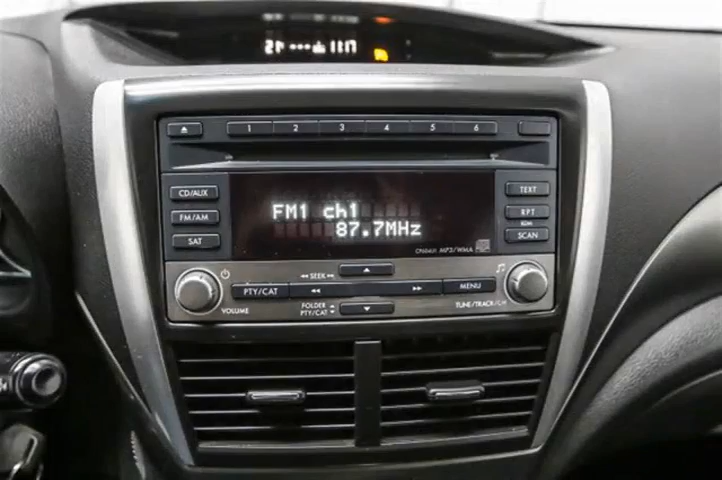 1 2 3 4 5 6
CD/AUX
TEXT
FM1 ch1
FM/AM
RPT
87.7MHz
SAT
SCAN
MP3/WMA
SEEK
PTY/CAT
MENU
VOLUME
FOLDER
PTY/CAT
TUNE/TRACK/CH